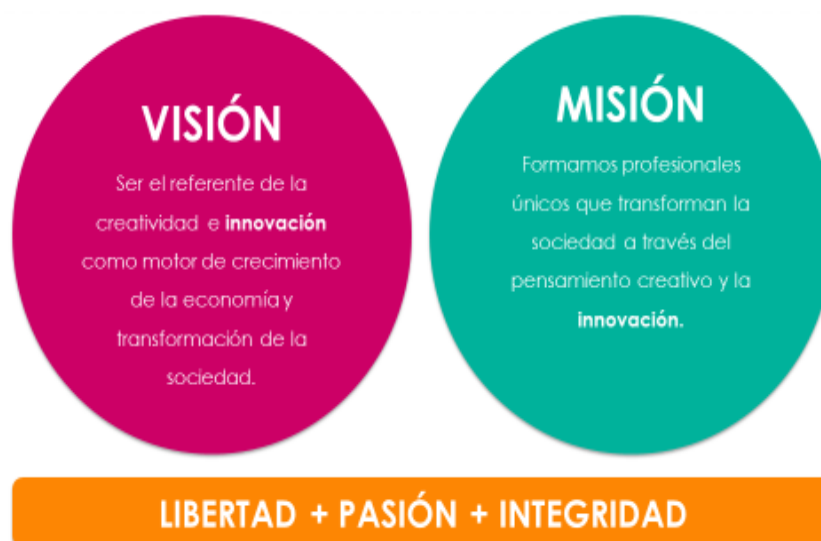 VISIÓN
Ser el referente de la
creatividad e innovación
como motor de crecimiento
de la economía y
transformación de la
sociedad.
MISIÓN
Formamos profesionales
únicos que transforman la
sociedad a través del
pensamiento creativo y la
innovación.
LIBERTAD + PASIÓN + INTEGRIDAD